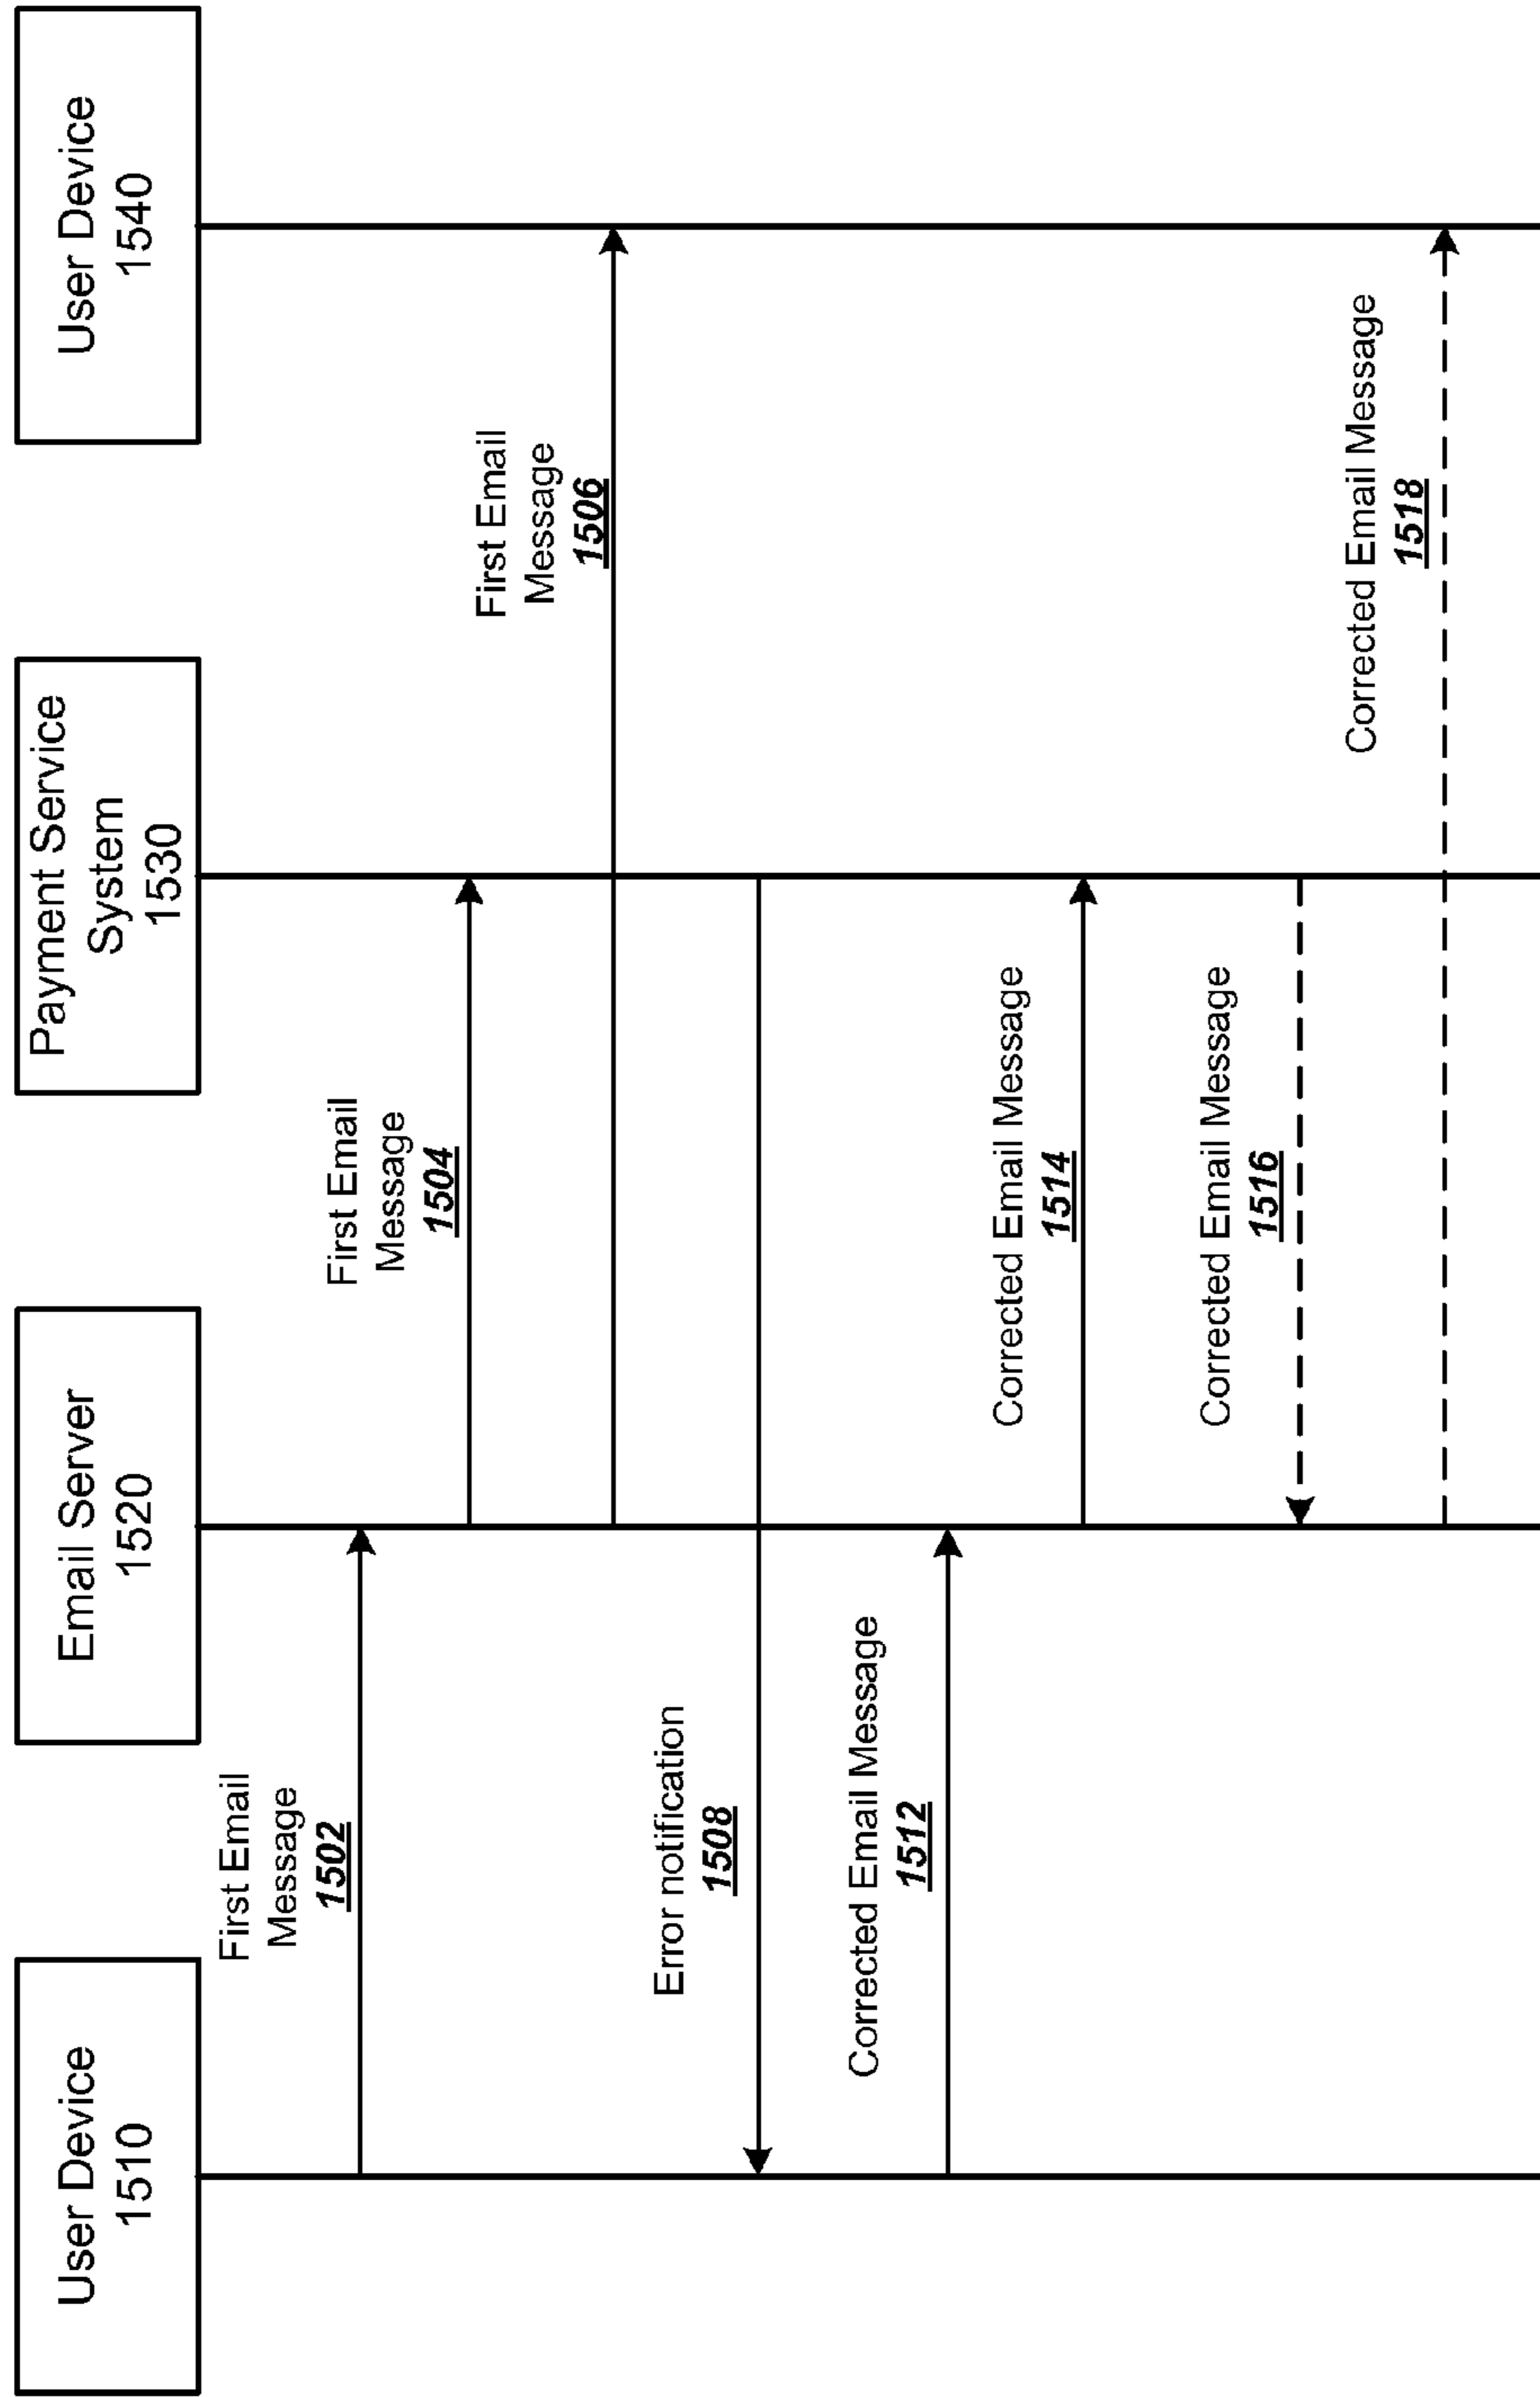 User Device
1510
Email Server
1520
Payment Service
System
1530
User Device
1540
First Email
Message
1502
First Email
Message
1504
First Email
Message
1506
Error notification
1508
Corrected Email Message
1512
Corrected Email Message
1514
Corrected Email Message
1516
Corrected Email Message
1518